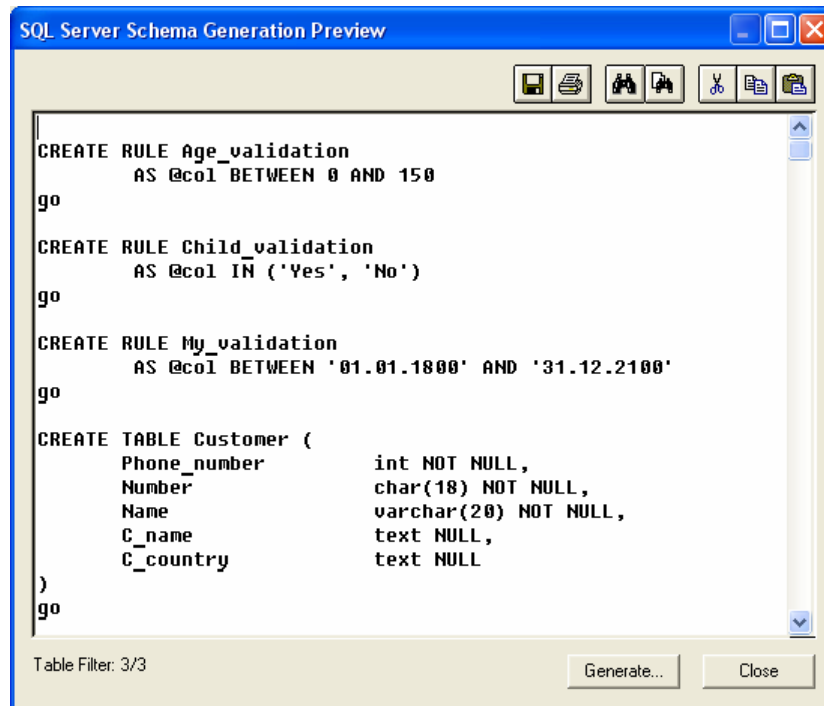 SQL Server Schema Generation Preview
CREATE RULE Age_validation
AS @col BETWEEN 0 AND 150
go
CREATE RULE Child_validation
AS @col IN ('Yes', 'No')
go
CREATE RULE My_validation
AS @col BETWEEN '01.01.1800' AND '31.12.2100'
go
CREATE TABLE Customer (
Phone_number int NOT NULL,
Number char(18) NOT NULL,
Name varchar(20) NOT NULL,
C_name text NULL,
C_country text NULL
)
go
Table Filter: 3/3 Generate... Close